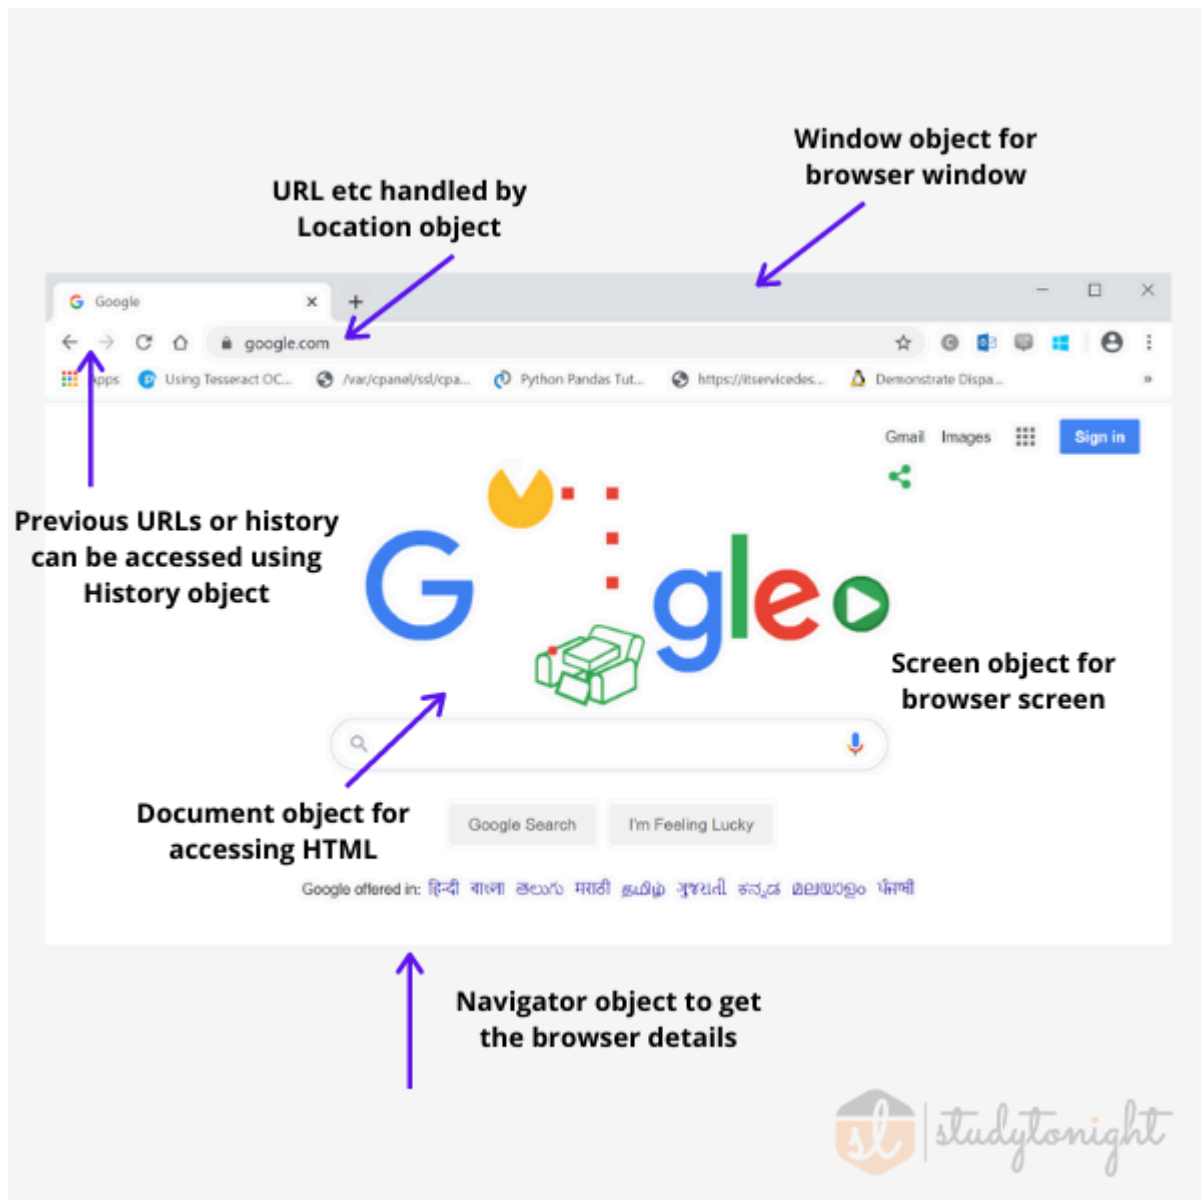 Window object for
browser window
URL etc handled by
Location object
Google
google.com
Apps Using Tesseract OC... /var/cpanel/ssl/cpa... Python Pandas Tut... https://itservicedes... Demonstrate Dispa... »
Gmail Images Sign in
Previous URLs or history
can be accessed using
History object
G gle
Screen object for
browser screen
Document object for
accessing HTML
Google Search I'm Feeling Lucky
Google offered in: हिन्दी বাংলা తెలుగు मराठी தமிழ் ગુજરાતી ಕನ್ನಡ മലയാളം ਪੰਜਾਬੀ
Navigator object to get
the browser details
st studytonight